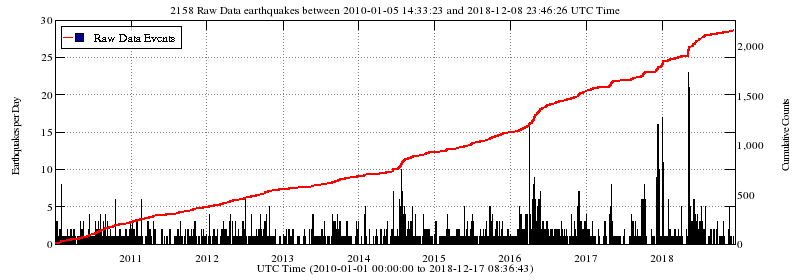 2158 Raw Data earthquakes between 2010-01-05 14:33:23 and 2018-12-08 23:46:26 UTC Time
Raw Data Events
Earthquakes per Day
30
25
20
15
10
5
0
2,000
1,500
1,000
500
0
Cumulative Counts
2011 2012 2013 2014 2015 2016 2017 2018
UTC Time (2010-01-01 00:00:00 to 2018-12-17 08:36:43)